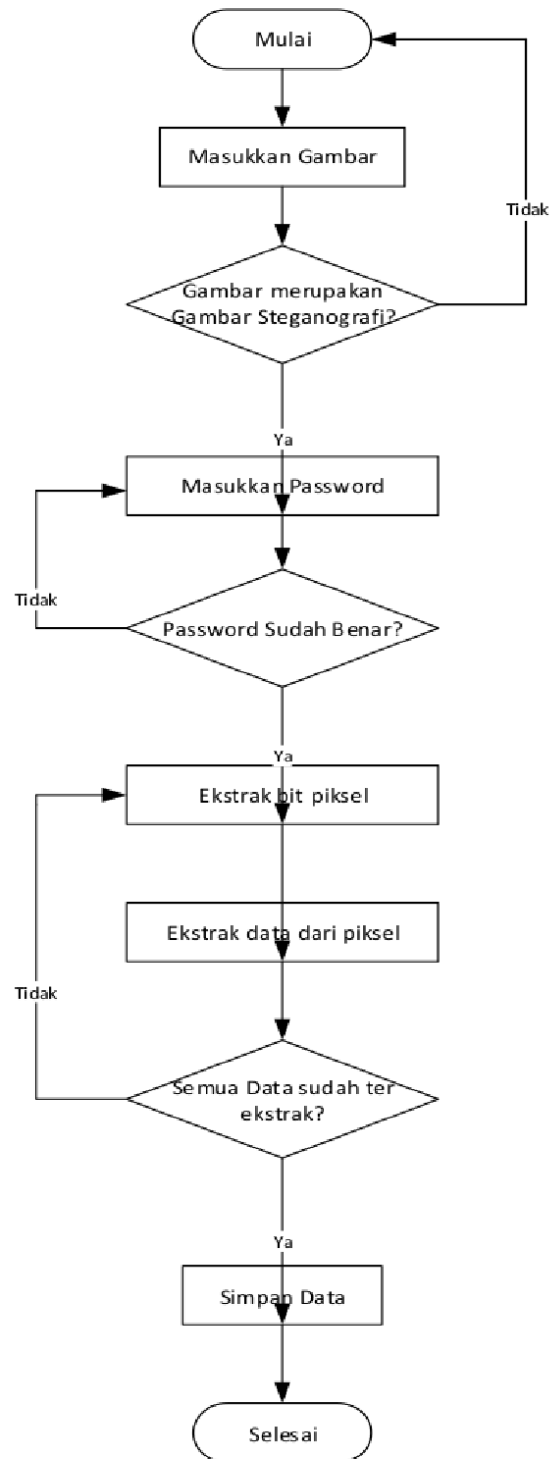 Mulai
Masukkan Gambar
Tidak
Gambar merupakan
Gambar Steganografi?
Ya
Masukkan Password
Tidak
Password Sudah Benar?
Ya
Ekstrak bit piksel
Ekstrak data dari piksel
Tidak
Semua Data sudah ter
ekstrak?
Ya
Simpan Data
Selesai